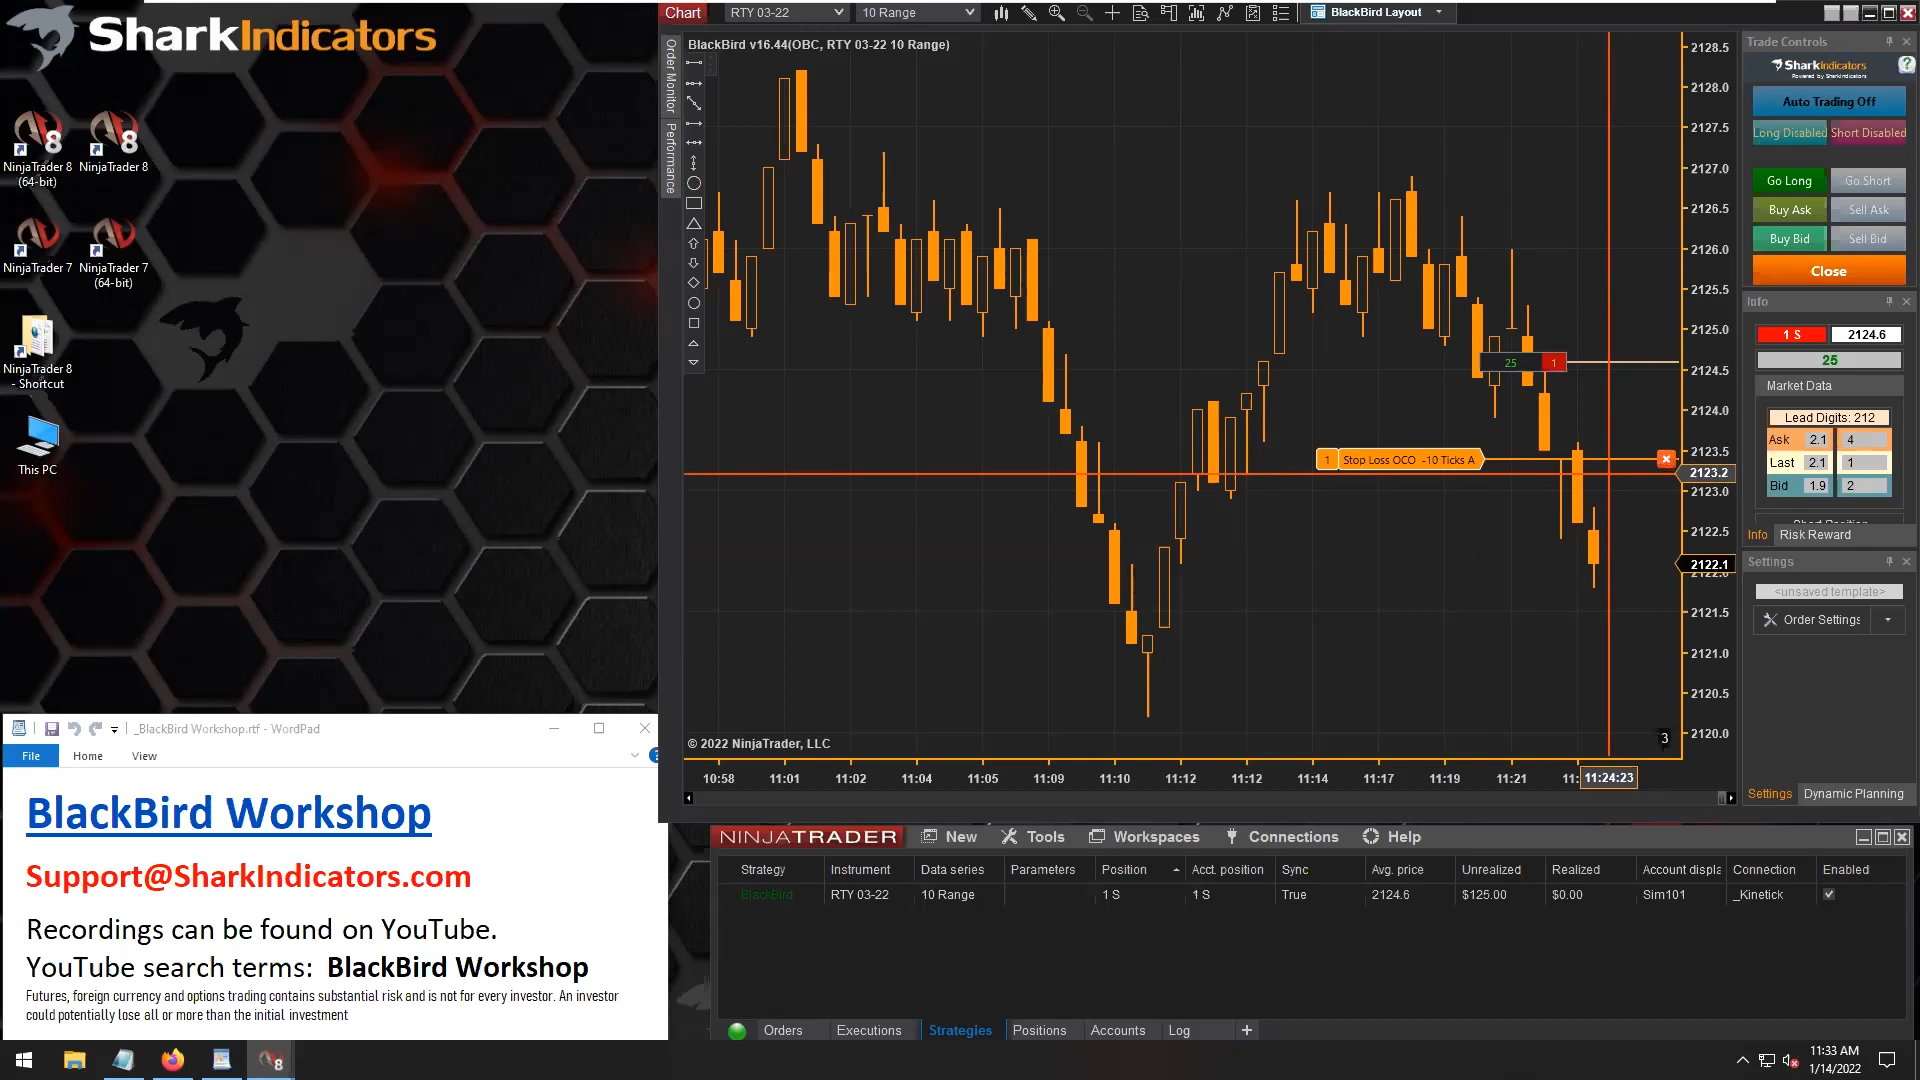 SharkIndicators
NinjaTrader 8
(64-bit)
NinjaTrader 8
NinjaTrader 7
NinjaTrader 7
(64-bit)
NinjaTrader 8
- Shortcut
This PC
Chart
RTY 03-22
10 Range
BlackBird Layout
Order Monitor
Performance
BlackBird v16.44(OBC, RTY 03-22 10 Range)
2128.5
2128.0
2127.5
2127.0
2126.5
2126.0
2125.5
2125.0
2124.5
2124.0
2123.5
2123.2
2123.0
2122.5
2122.1
2121.5
2121.0
2120.5
2120.0
25 1
1 Stop Loss OCO -10 Ticks A
3
© 2022 NinjaTrader, LLC
10:58 11:01 11:02 11:04 11:05 11:09 11:10 11:12 11:12 11:14 11:17 11:19 11:21 11: 11:24:23
Trade Controls
SharkIndicators
Powered by SharkIndicators
Auto Trading Off
Long Disabled Short Disabled
Go Long Go Short
Buy Ask Sell Ask
Buy Bid Sell Bid
Close
Info
1 S 2124.6
25
Market Data
Lead Digits: 212
Ask 2.1 4
Last 2.1 1
Bid 1.9 2
Info Risk Reward
Settings
<unsaved template>
Order Settings
Settings Dynamic Planning
_BlackBird Workshop.rtf - WordPad
File Home View
BlackBird Workshop
Support@SharkIndicators.com
Recordings can be found on YouTube.
YouTube search terms: BlackBird Workshop
Futures, foreign currency and options trading contains substantial risk and is not for every investor. An investor
could potentially lose all or more than the initial investment
NINJATRADER New Tools Workspaces Connections Help
Strategy Instrument Data series Parameters Position Acct. position Sync Avg. price Unrealized Realized Account displa Connection Enabled
BlackBird RTY 03-22 10 Range 1 S 1 S True 2124.6 $125.00 $0.00 Sim101 _Kinetick
Orders Executions Strategies Positions Accounts Log +
8
11:33 AM
1/14/2022